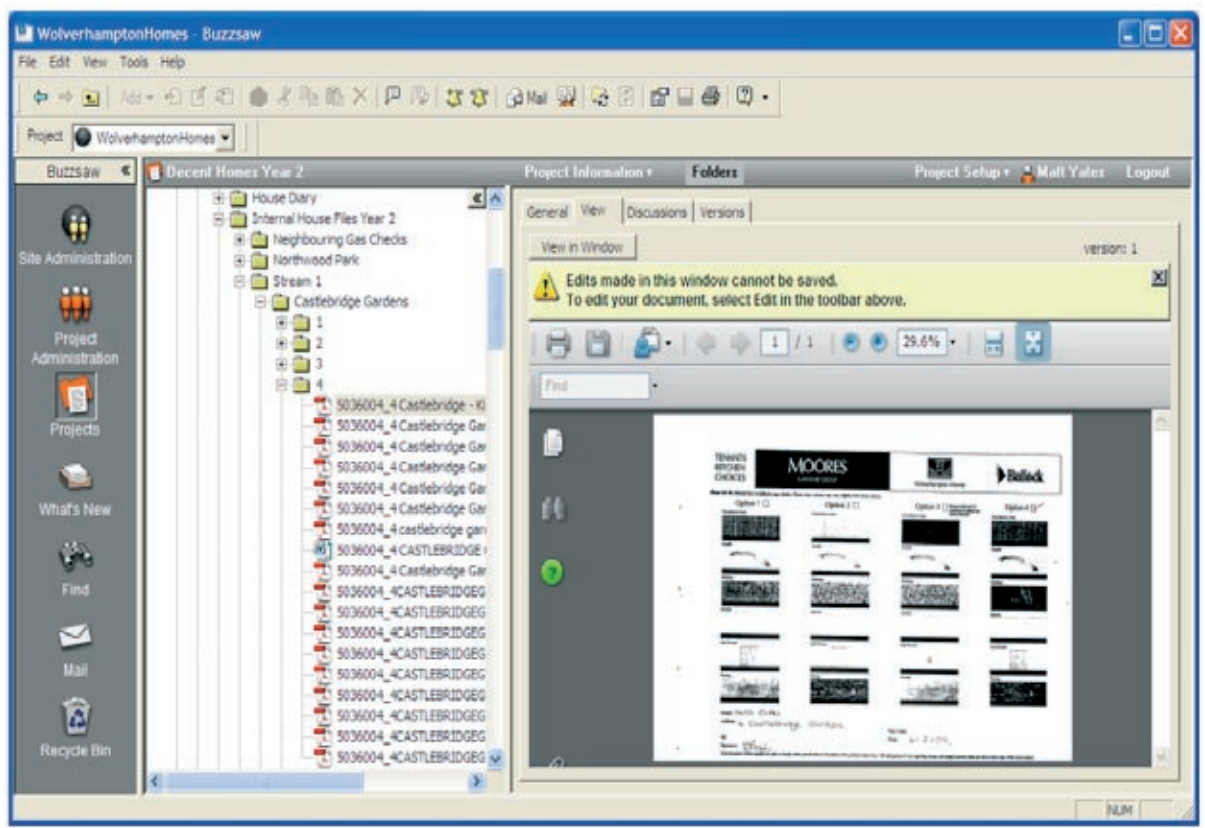 WolverhamptonHomes - Buzzsaw
File Edit View Tools Help
Add
Mail
Project WolverhamptonHomes
Buzzsaw
Decent Homes Year 2
Project Information
Folders
Project Setup
Matt Yates
Logout
Site Administration
Project
Administration
Projects
What's New
Find
Mail
Recycle Bin
House Diary
Internal House Files Year 2
Neighbouring Gas Checks
Northwood Park
Stream 1
Castlebridge Gardens
1
2
3
4
5036004_4 Castlebridge - Ki
5036004_4 Castlebridge Gar
5036004_4 Castlebridge Gar
5036004_4 Castlebridge Gar
5036004_4 Castlebridge Gar
5036004_4 Castlebridge Gar
5036004_4 castlebridge gar
5036004_4 CASTLEBRIDGE
5036004_4 Castlebridge Gar
5036004_4CASTLEBRIDGEG
5036004_4CASTLEBRIDGEG
5036004_4CASTLEBRIDGEG
5036004_4CASTLEBRIDGEG
5036004_4CASTLEBRIDGEG
5036004_4CASTLEBRIDGEG
5036004_4CASTLEBRIDGEG
5036004_4CASTLEBRIDGEG
5036004_4CASTLEBRIDGEG
General View Discussions Versions
View in Window
version: 1
Edits made in this window cannot be saved.
To edit your document, select Edit in the toolbar above.
1 / 1
29.6%
Find
TENANTS
KITCHEN
CHOICES
MOORES
Bullock
Option 1
Option 2
Option 3
Option 4
NUM